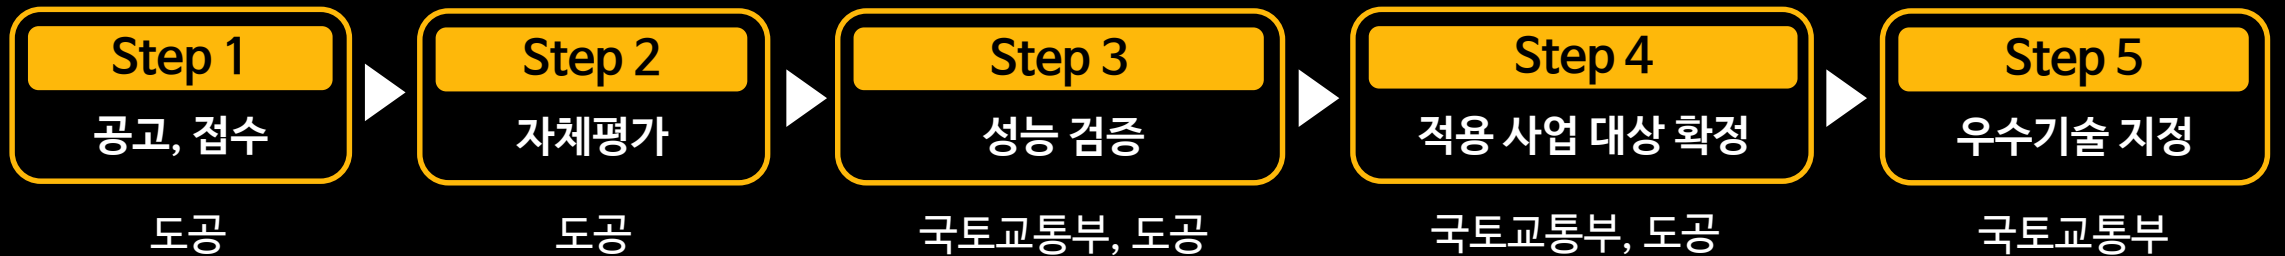 Step 1
공고, 접수
도공
Step 2
자체평가
도공
Step 3
성능 검증
국토교통부, 도공
Step 4
적용 사업 대상 확정
국토교통부, 도공
Step 5
우수기술 지정
국토교통부